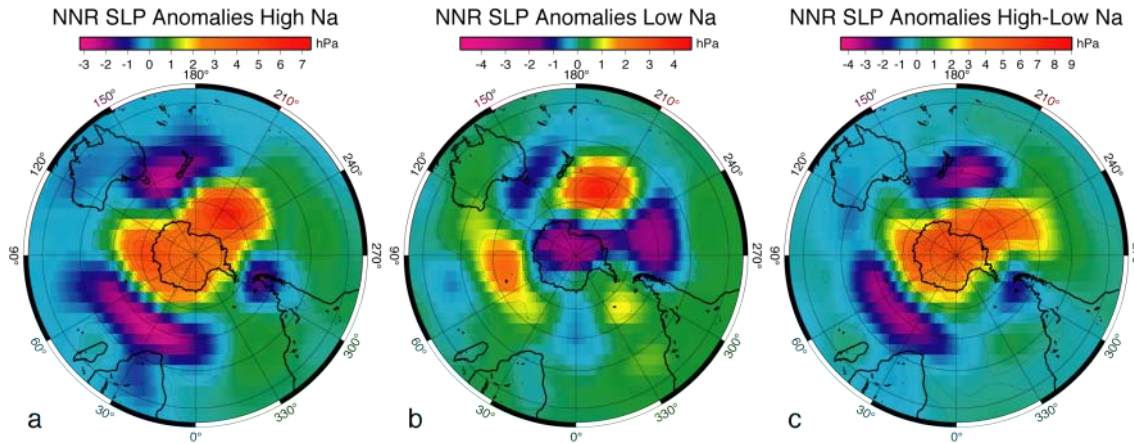 NNR SLP Anomalies High Na
-3 -2 -1 0 1 2 3 4 5 6 7 hPa
180°
150° 210°
120° 240°
90° 270°
60° 300°
30° 330°
0°
a
NNR SLP Anomalies Low Na
-4 -3 -2 -1 0 1 2 3 4 hPa
180°
150° 210°
120° 240°
90° 270°
60° 300°
30° 330°
0°
b
NNR SLP Anomalies High-Low Na
-4 -3 -2 -1 0 1 2 3 4 5 6 7 8 9 hPa
180°
150° 210°
120° 240°
90° 270°
60° 300°
30° 330°
0°
c